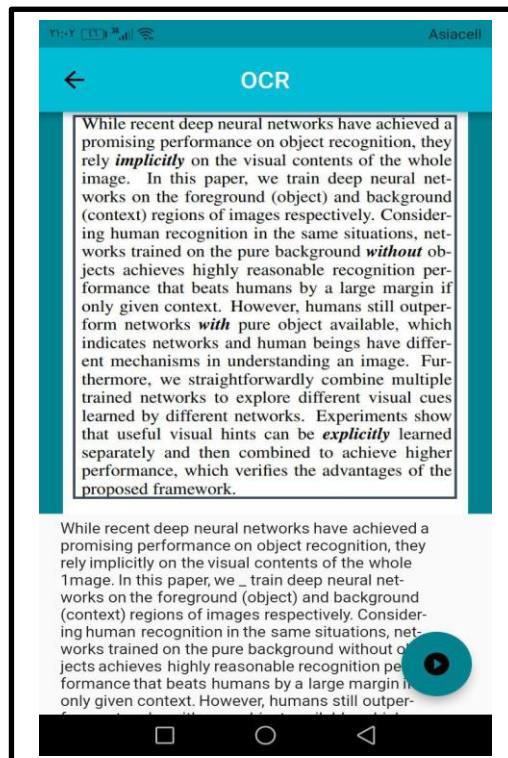 ٢١:٠٢ Asiacell
OCR
While recent deep neural networks have achieved a
promising performance on object recognition, they
rely implicitly on the visual contents of the whole
image. In this paper, we train deep neural net-
works on the foreground (object) and background
(context) regions of images respectively. Consider-
ing human recognition in the same situations, net-
works trained on the pure background without ob-
jects achieves highly reasonable recognition per-
formance that beats humans by a large margin if
only given context. However, humans still outper-
form networks with pure object available, which
indicates networks and human beings have differ-
ent mechanisms in understanding an image. Fur-
thermore, we straightforwardly combine multiple
trained networks to explore different visual cues
learned by different networks. Experiments show
that useful visual hints can be explicitly learned
separately and then combined to achieve higher
performance, which verifies the advantages of the
proposed framework.
While recent deep neural networks have achieved a
promising performance on object recognition, they
rely implicitly on the visual contents of the whole
1mage. In this paper, we _ train deep neural net-
works on the foreground (object) and background
(context) regions of images respectively. Consider-
ing human recognition in the same situations, net-
works trained on the pure background without
jects achieves highly reasonable recognition
formance that beats humans by a large margin
only given context. However, humans still outper-